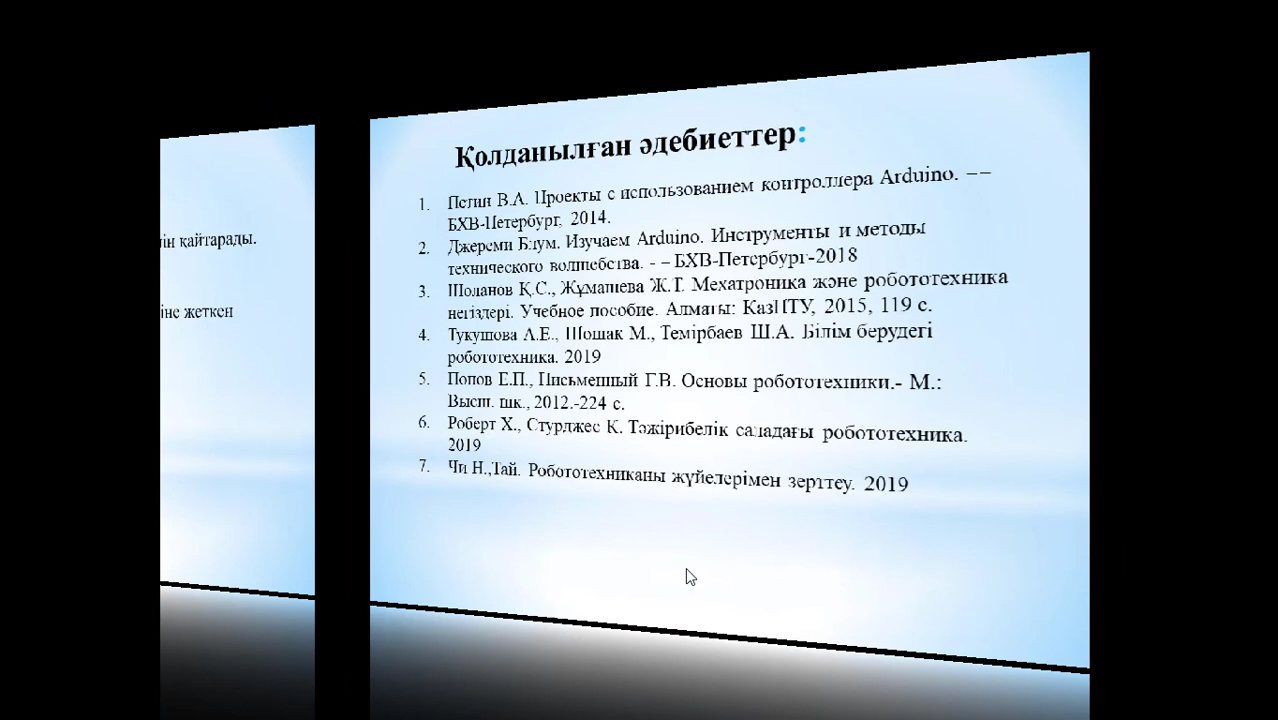 ін қайтарады.
іне жеткен
Қолданылған әдебиеттер:
1. Петин В.А. Проекты с использованием контроллера Arduino. ––
БХВ-Петербург, 2014.
2. Джереми Блум. Изучаем Arduino. Инструменты и методы
технического волшебства. - – БХВ-Петербург-2018
3. Шоланов Қ.С., Жұмашева Ж.Т. Мехатроника және робототехника
негіздері. Учебное пособие. Алматы: КазНТУ, 2015, 119 с.
4. Тукушова А.Е., Шошак М., Темірбаев Ш.А. Білім берудегі
робототехника. 2019
5. Попов Е.П., Письменный Г.В. Основы робототехники.- М.:
Высш. шк., 2012.-224 с.
6. Роберт Х., Стурджес К. Тәжірибелік саладағы робототехника.
2019
7. Чи Н.,Тай. Робототехниканы жүйелерімен зерттеу. 2019